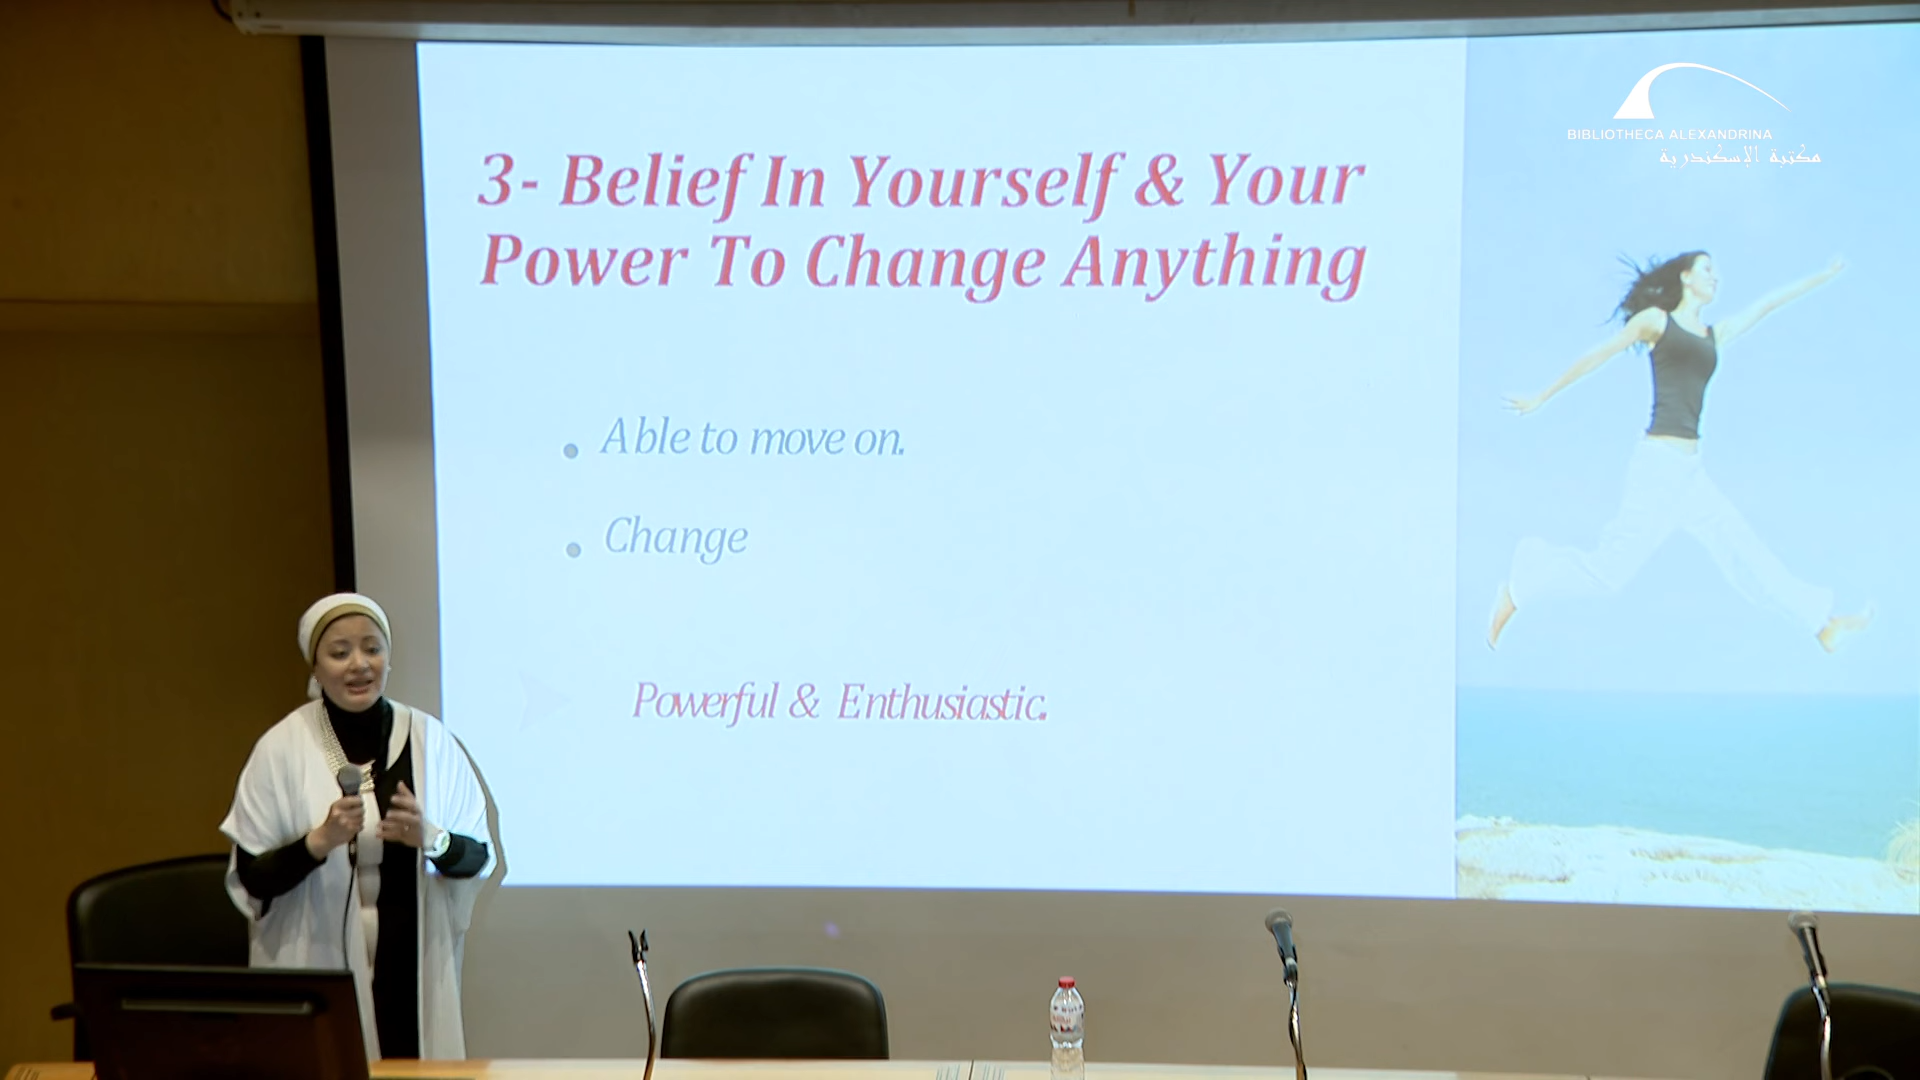 BIBLIOTHECA ALEXANDRINA
مكتبة الإسكندرية
3- Belief In Yourself & Your
Power To Change Anything
Able to move on.
Change
Powerful & Enthusiastic.